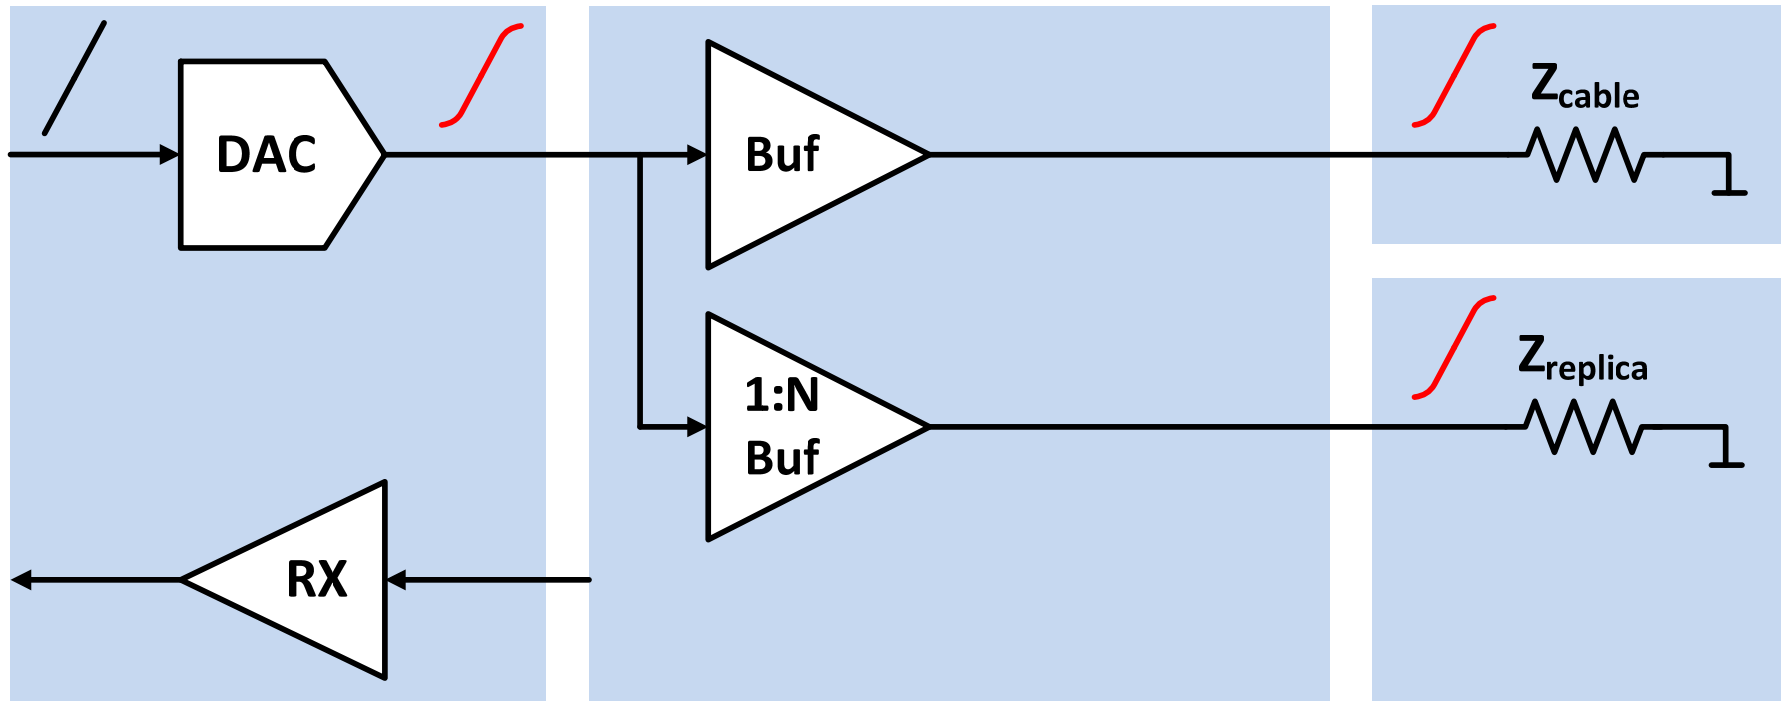 DAC
Buf
Zcable
1:N
Buf
Zreplica
RX